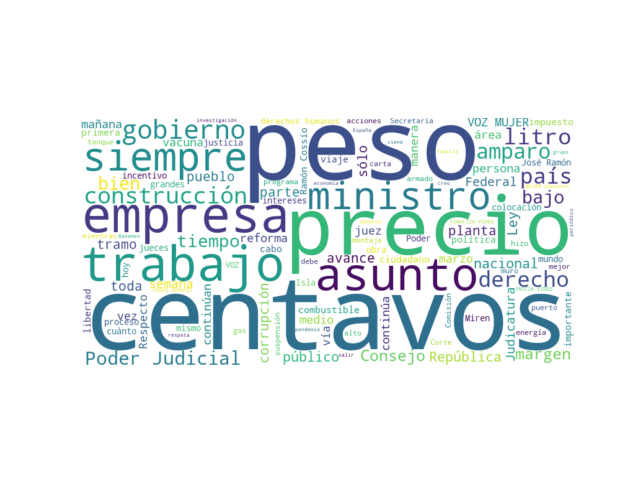 investigación
derechos humanos
acciones
Secretaría
VOZ MUJER
impuesto
mañana
primera
gobierno
peso
área
litro
tanque
vacuna
justicia
España
manera
siempre
viaje
sólo
carta
familia
viene
amparo
José Ramón
grupo
bien
incentivo
grandes
pueblo
programa
economía
Ramón Cossío
armado
creo
persona
país
construcción
parte
intereses
ministro
Federal
bajo
colocación
empresa
precio
periódico
mientras
Banamex
tramo
jueces
tiempo
reforma
cabo
juez
montaje
Poder
planta
política
Ley
hizo
nacional
mundo
mejor
muro
trabajo
hoy
VOZ
debe
avance
ciudadano
marzo
asunto
derecho
semana
toda
Isla
libertad
centavos
vez
proceso
cuánto
Respecto
mismo
respeta
continúan
gas
corrupción
suspensión
combustible
medio
pandemia
vía
alto
salir
continúa
Comisión
Corte
Miren
Judicatura
puerto
energía
importante
Poder Judicial
público
Consejo
República
margen